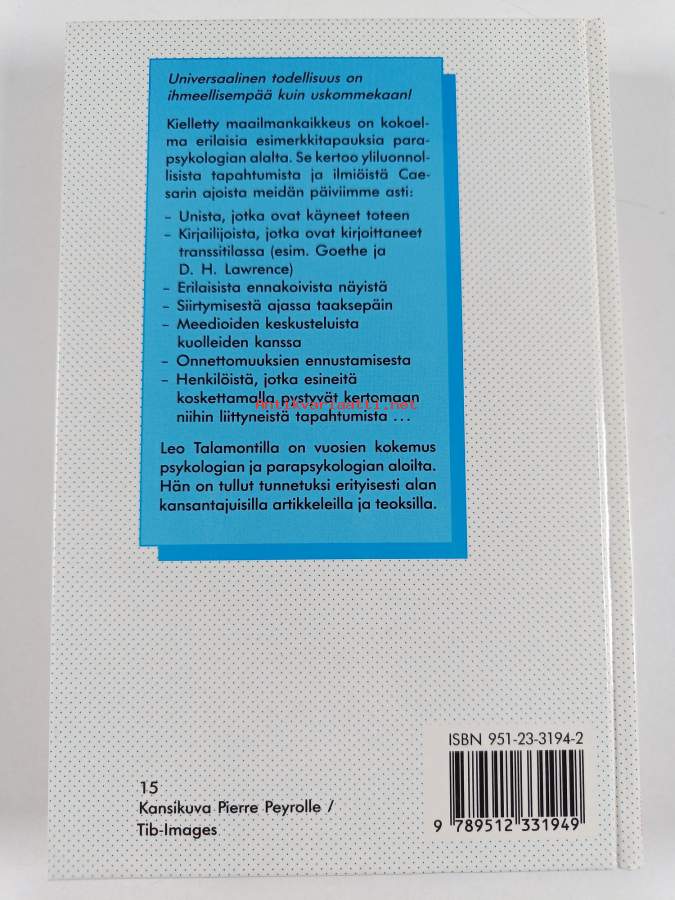 Universaalinen todellisuus on
ihmeellisempää kuin uskommekaan!
Kielletty maailmankaikkeus on kokoel-
ma erilaisia esimerkkitapauksia para-
psykologian alalta. Se kertoo yliluonnol-
lisista tapahtumista ja ilmiöistä Cae-
sarin ajoista meidän päiviimme asti:
– Unista, jotka ovat käyneet toteen
– Kirjailijoista, jotka ovat kirjoittaneet
transsitilassa (esim. Goethe ja
D. H. Lawrence)
– Erilaisista ennakoivista näyistä
– Siirtymisestä ajassa taaksepäin
– Meedioiden keskusteluista
kuolleiden kanssa
– Onnettomuuksien ennustamisesta
– Henkilöistä, jotka esineitä
koskettamalla pystyvät kertomaan
Antikvariaatti.net
niihin liittyneistä tapahtumista ...
Leo Talamontilla on vuosien kokemus
psykologian ja parapsykologian aloilta.
Hän on tullut tunnetuksi erityisesti alan
kansantajuisilla artikkeleilla ja teoksilla.
ISBN 951-23-3194-2
9 789512 331949
15
Kansikuva Pierre Peyrolle /
Tib-Images